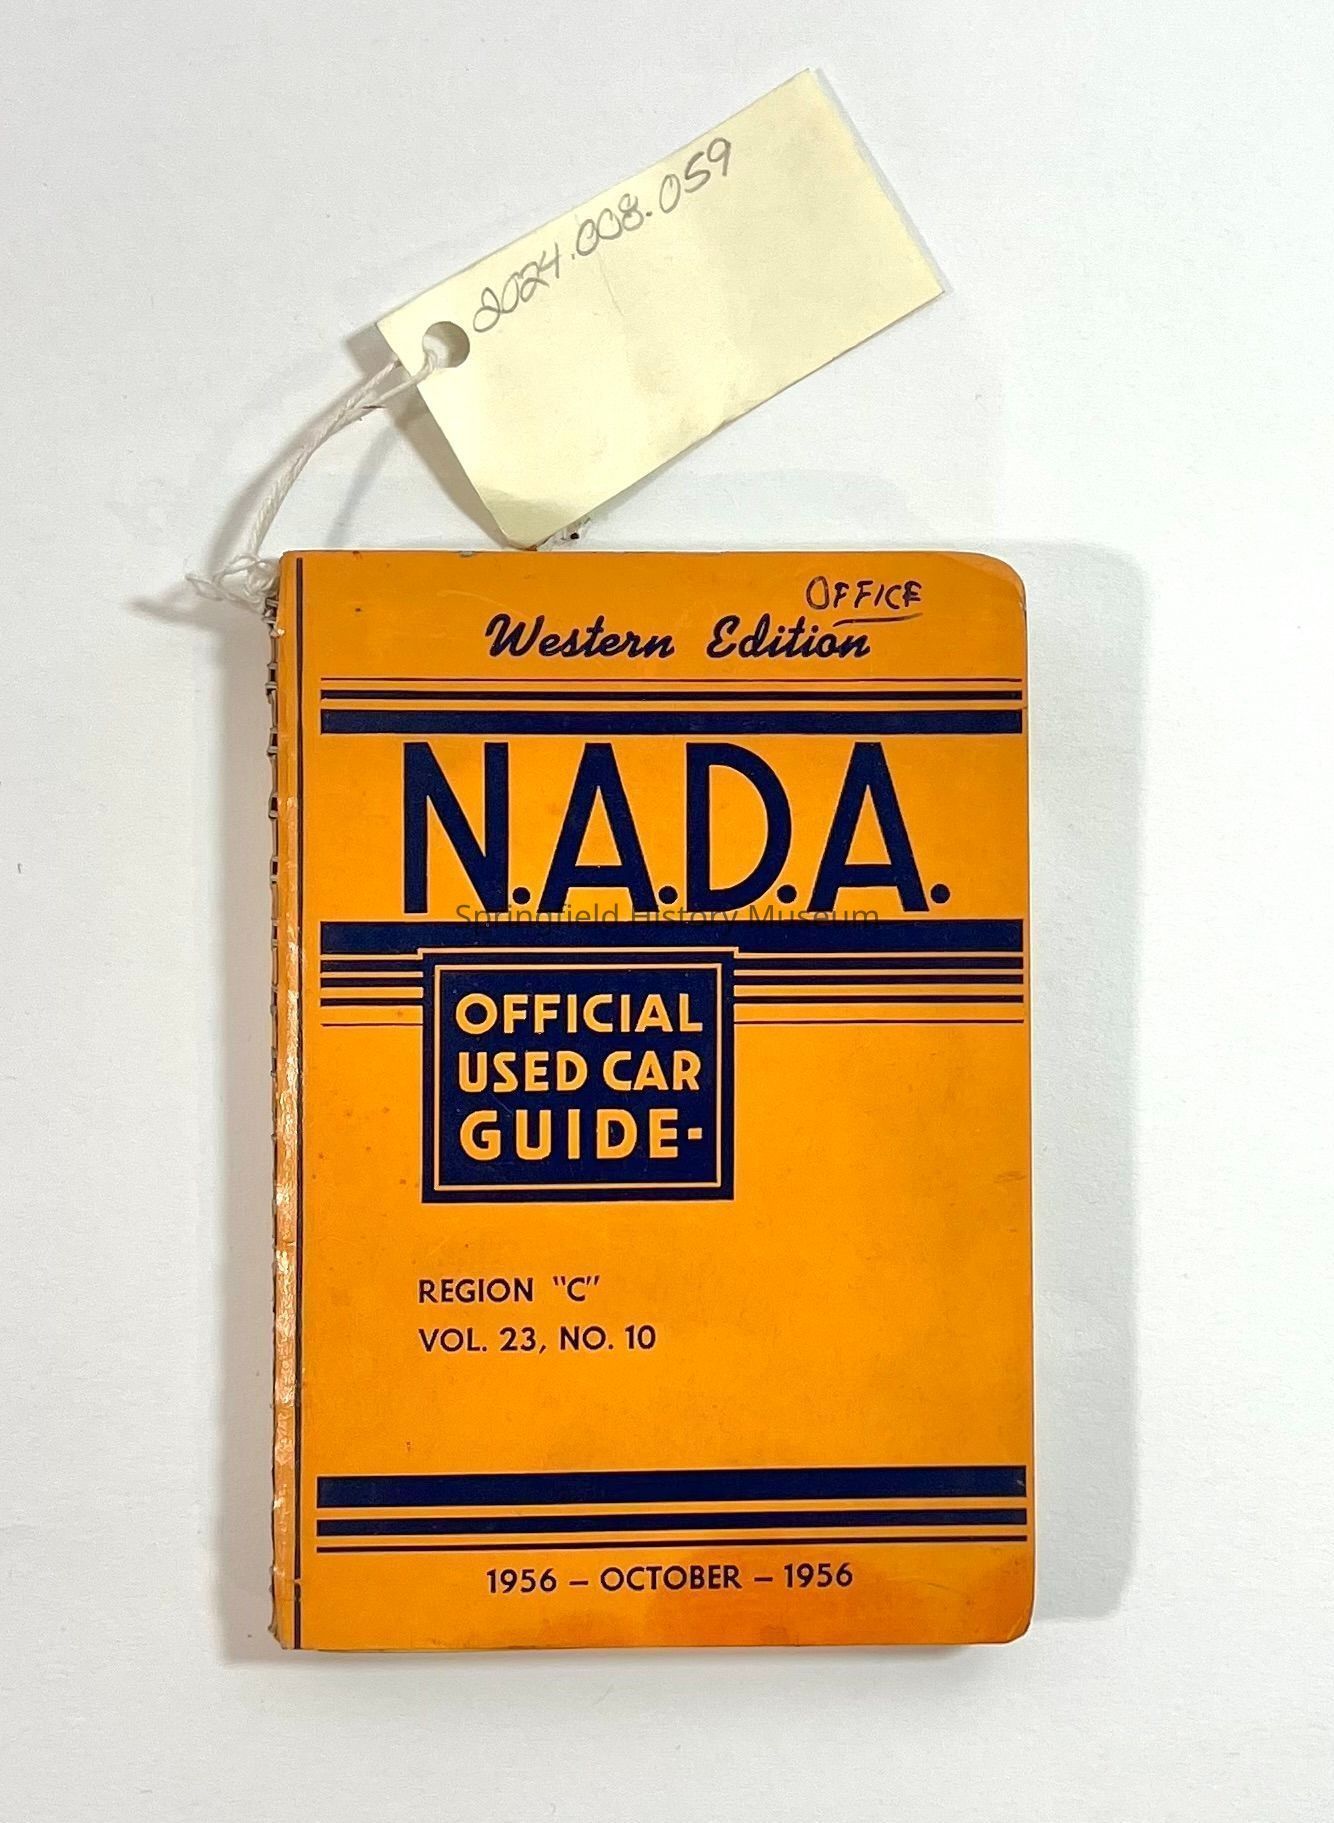 2024.008.059
OFFICE
Western Edition
N.A.D.A.
Springfield History Museum
OFFICIAL
USED CAR
GUIDE-
REGION "C"
VOL. 23, NO. 10
1956 – OCTOBER – 1956